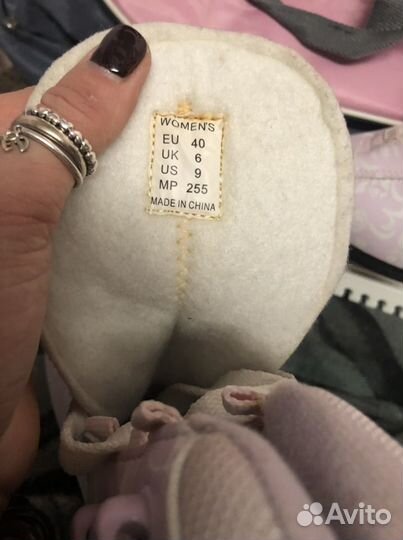 WOMEN'S
EU 40
UK 6
US 9
MP 255
MADE IN CHINA
Avito